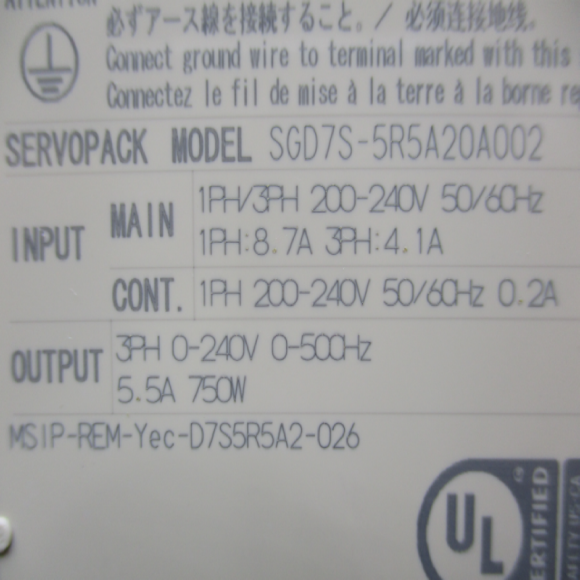 ATTENTION
必ずアース線を接続すること。 / 必须连接地线.
Connect ground wire to terminal marked with this
Connectez le fil de mise à la terre à la borne re
SERVOPACK MODEL SGD7S-5R5A20A002
INPUT MAIN 1PH/3PH 200-240V 50/60Hz
1PH:8.7A 3PH:4.1A
CONT. 1PH 200-240V 50/60Hz 0.2A
OUTPUT 3PH 0-240V 0-500Hz
5.5A 750W
MSIP-REM-Yec-D7S5R5A2-026
UL